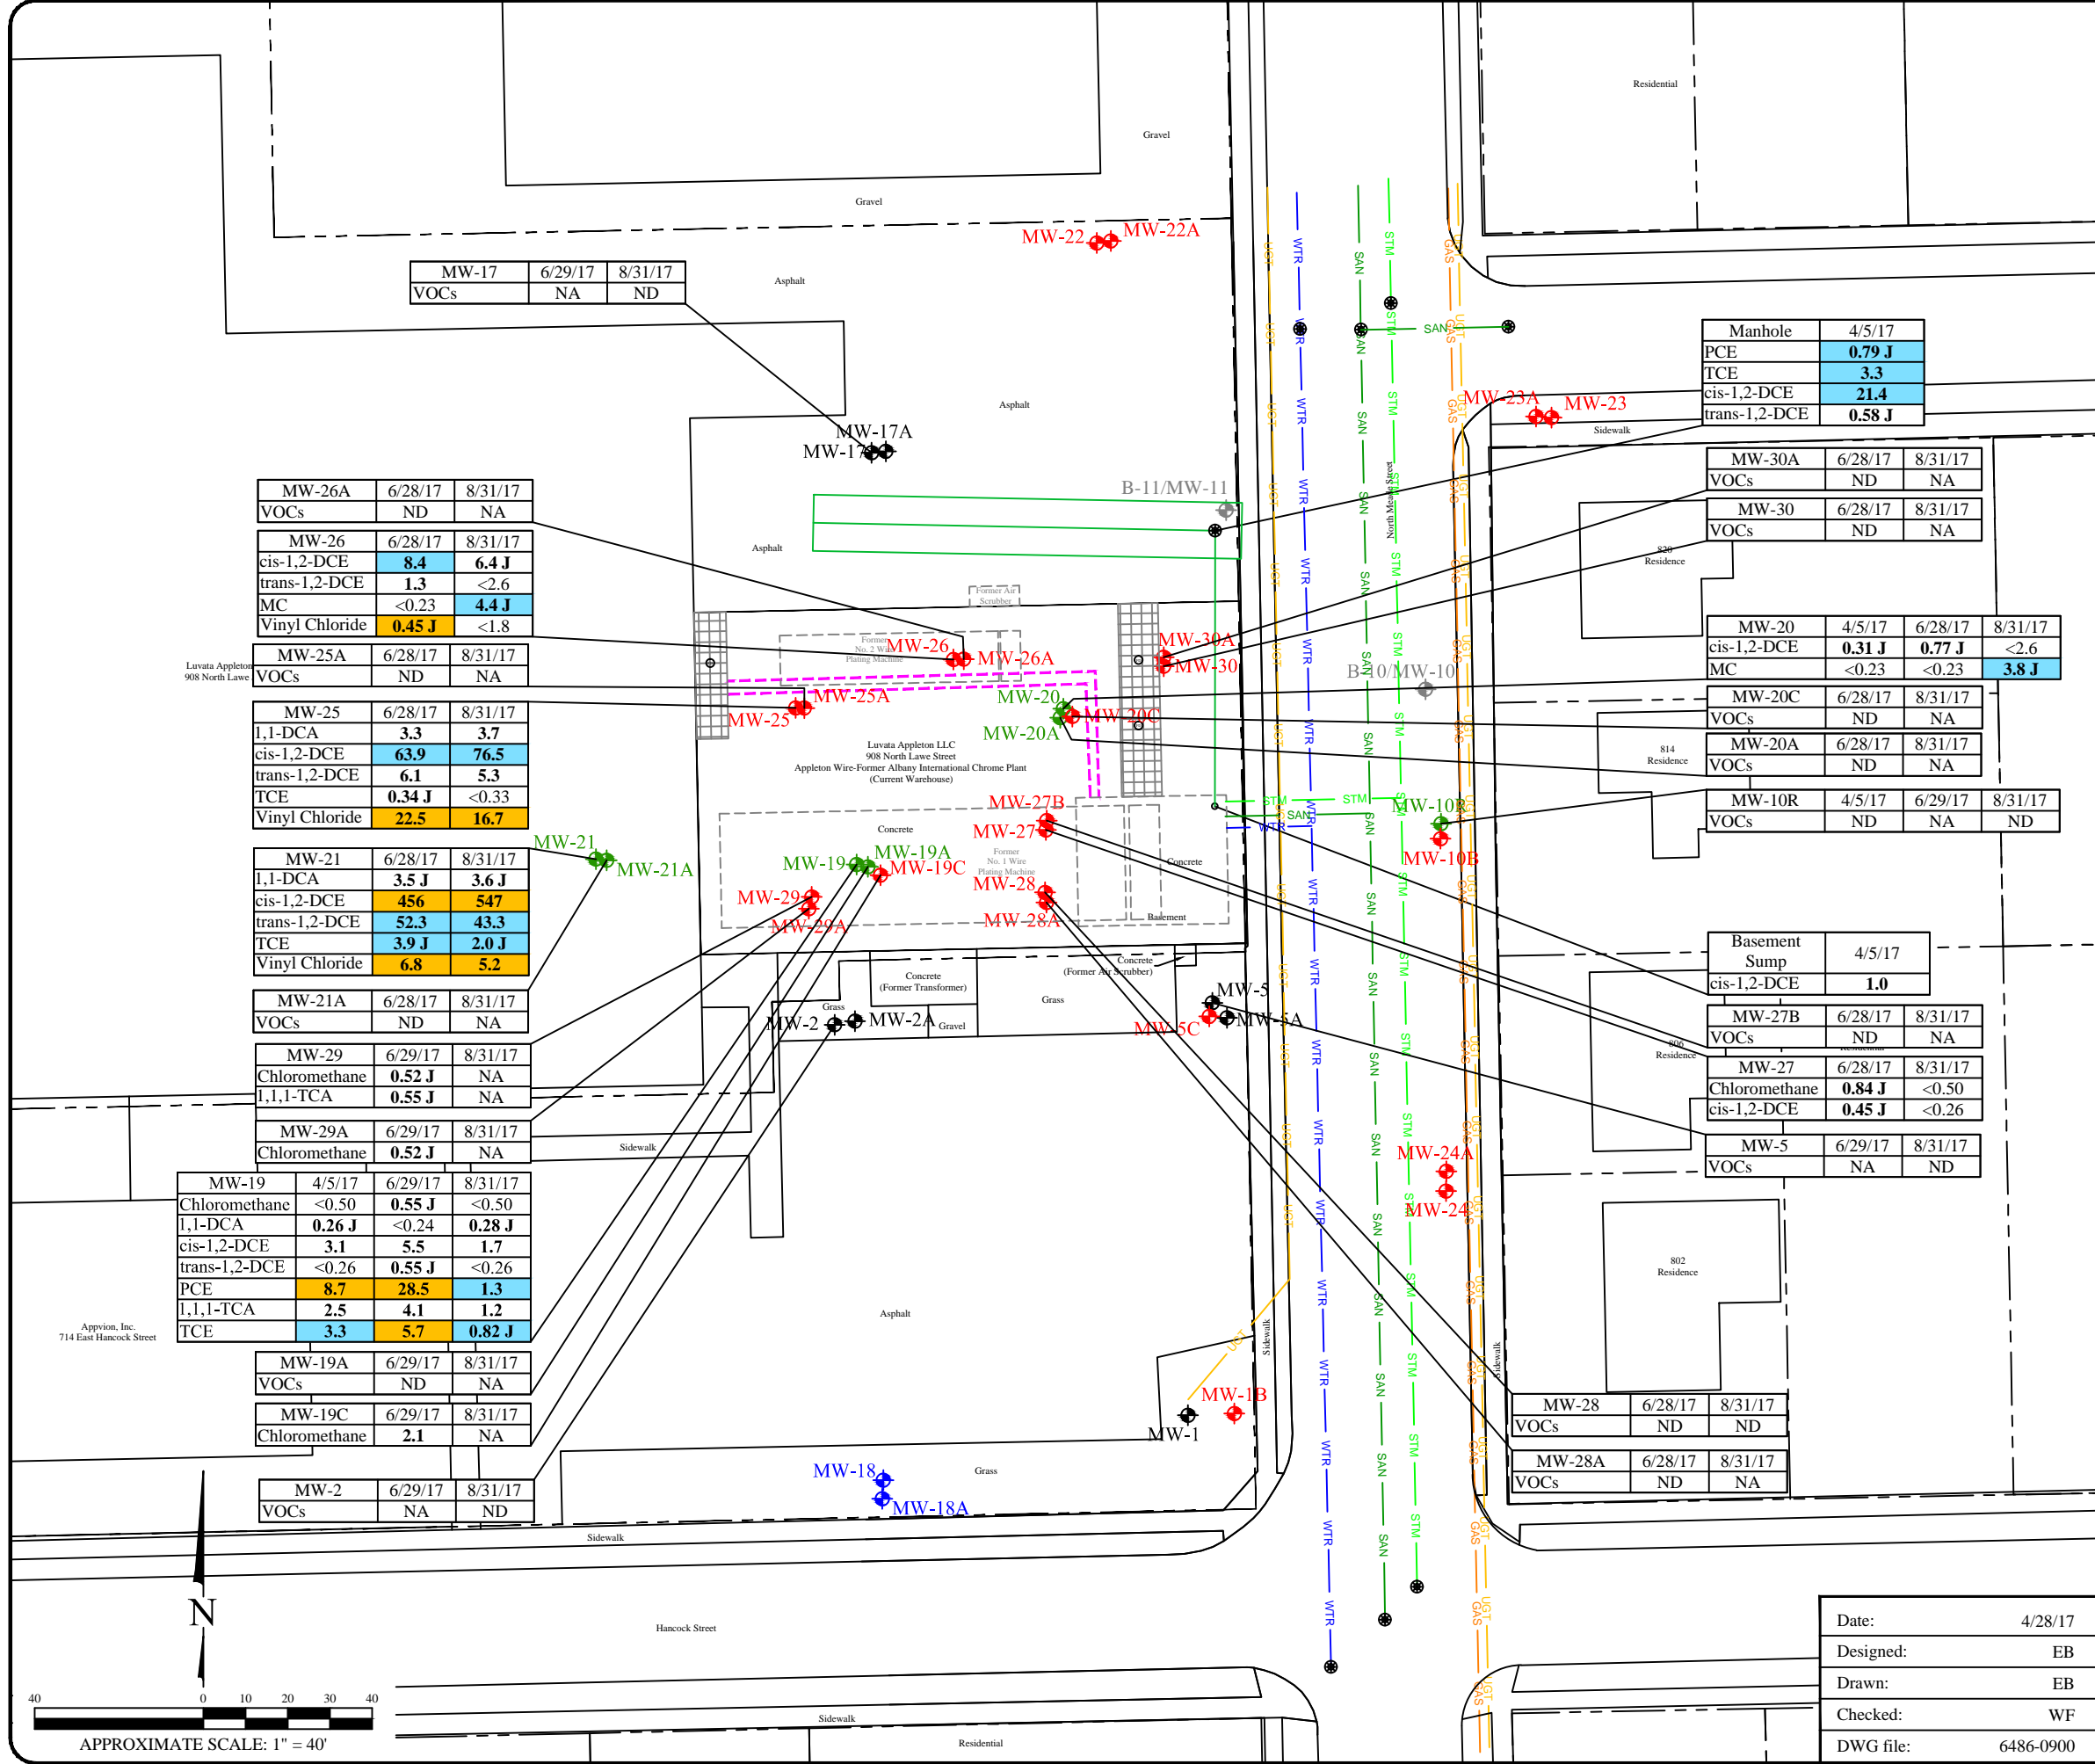 Residential
Gravel
Gravel
MW-22
MW-22A
MW-17 6/29/17 8/31/17
VOCs NA ND
Asphalt
Asphalt
MW-17A
MW-17
Manhole 4/5/17
PCE 0.79 J
TCE 3.3
cis-1,2-DCE 21.4
trans-1,2-DCE 0.58 J
MW-23A
MW-23
Sidewalk
North Meade Street
MW-30A 6/28/17 8/31/17
VOCs ND NA
MW-30 6/28/17 8/31/17
VOCs ND NA
820
Residence
B-11/MW-11
Asphalt
MW-26A 6/28/17 8/31/17
VOCs ND NA
MW-26 6/28/17 8/31/17
cis-1,2-DCE 8.4 6.4 J
trans-1,2-DCE 1.3 <2.6
MC <0.23 4.4 J
Vinyl Chloride 0.45 J <1.8
Luvata Appleton
908 North Lawe
MW-25A 6/28/17 8/31/17
VOCs ND NA
MW-25 6/28/17 8/31/17
1,1-DCA 3.3 3.7
cis-1,2-DCE 63.9 76.5
trans-1,2-DCE 6.1 5.3
TCE 0.34 J <0.33
Vinyl Chloride 22.5 16.7
Former Air
Scrubber
Former
No. 2 Wire
Plating Machine
MW-26
MW-26A
MW-30A
MW-30
MW-25
MW-25A
MW-20
MW-20C
MW-20A
B-10/MW-10
MW-20 4/5/17 6/28/17 8/31/17
cis-1,2-DCE 0.31 J 0.77 J <2.6
MC <0.23 <0.23 3.8 J
MW-20C 6/28/17 8/31/17
VOCs ND NA
814
Residence
MW-20A 6/28/17 8/31/17
VOCs ND NA
MW-10R 4/5/17 6/29/17 8/31/17
VOCs ND NA ND
Luvata Appleton LLC
908 North Lawe Street
Appleton Wire-Former Albany International Chrome Plant
(Current Warehouse)
MW-27B
MW-27
Concrete
Former
No. 1 Wire
Plating Machine
Concrete
Basement
STM STM
SAN
WTR
MW-10R
MW-10B
MW-21
MW-21A
MW-19
MW-19A
MW-19C
MW-29
MW-29A
MW-28
MW-28A
MW-21 6/28/17 8/31/17
1,1-DCA 3.5 J 3.6 J
cis-1,2-DCE 456 547
trans-1,2-DCE 52.3 43.3
TCE 3.9 J 2.0 J
Vinyl Chloride 6.8 5.2
MW-21A 6/28/17 8/31/17
VOCs ND NA
MW-29 6/29/17 8/31/17
Chloromethane 0.52 J NA
1,1,1-TCA 0.55 J NA
MW-29A 6/29/17 8/31/17
Chloromethane 0.52 J NA
Concrete
(Former Transformer)
Concrete
(Former Air Scrubber)
Grass
Grass
Gravel
MW-2
MW-2A
MW-5
MW-5C
MW-5A
Basement
Sump 4/5/17
cis-1,2-DCE 1.0
MW-27B 6/28/17 8/31/17
VOCs ND NA
806
Residence
MW-27 6/28/17 8/31/17
Chloromethane 0.84 J <0.50
cis-1,2-DCE 0.45 J <0.26
MW-5 6/29/17 8/31/17
VOCs NA ND
Sidewalk
MW-24A
MW-24
MW-19 4/5/17 6/29/17 8/31/17
Chloromethane <0.50 0.55 J <0.50
1,1-DCA 0.26 J <0.24 0.28 J
cis-1,2-DCE 3.1 5.5 1.7
trans-1,2-DCE <0.26 0.55 J <0.26
PCE 8.7 28.5 1.3
1,1,1-TCA 2.5 4.1 1.2
TCE 3.3 5.7 0.82 J
Appvion, Inc.
714 East Hancock Street
802
Residence
Asphalt
Sidewalk
Sidewalk
UGT
MW-19A 6/29/17 8/31/17
VOCs ND NA
MW-19C 6/29/17 8/31/17
Chloromethane 2.1 NA
MW-1B
MW-1
MW-28 6/28/17 8/31/17
VOCs ND ND
MW-28A 6/28/17 8/31/17
VOCs ND NA
MW-2 6/29/17 8/31/17
VOCs NA ND
MW-18
MW-18A
Grass
Sidewalk
N
Hancock Street
Sidewalk
Residential
40 0 10 20 30 40
APPROXIMATE SCALE: 1" = 40'
Date: 4/28/17
Designed: EB
Drawn: EB
Checked: WF
DWG file: 6486-0900